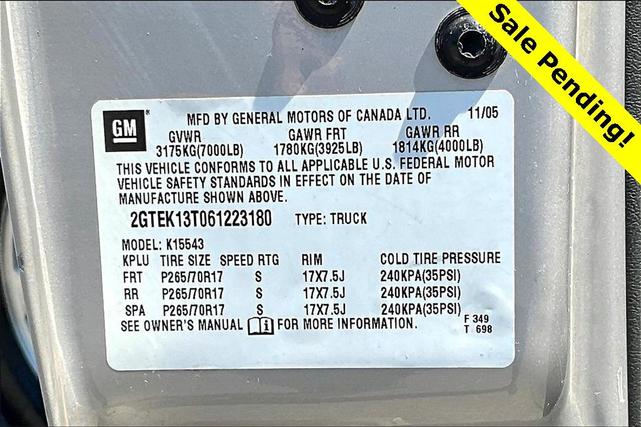 Sale Pending!
GM
MFD BY GENERAL MOTORS OF CANADA LTD. 11/05
GVWR GAWR FRT GAWR RR
3175KG(7000LB) 1780KG(3925LB) 1814KG(4000LB)
THIS VEHICLE CONFORMS TO ALL APPLICABLE U.S. FEDERAL MOTOR
VEHICLE SAFETY STANDARDS IN EFFECT ON THE DATE OF
MANUFACTURE SHOWN ABOVE.
2GTEK13T061223180 TYPE: TRUCK
MODEL: K15543
KPLU TIRE SIZE SPEED RTG RIM COLD TIRE PRESSURE
FRT P265/70R17 S 17X7.5J 240KPA(35PSI)
RR P265/70R17 S 17X7.5J 240KPA(35PSI)
SPA P265/70R17 S 17X7.5J 240KPA(35PSI)
SEE OWNER'S MANUAL FOR MORE INFORMATION.
F 349
T 698